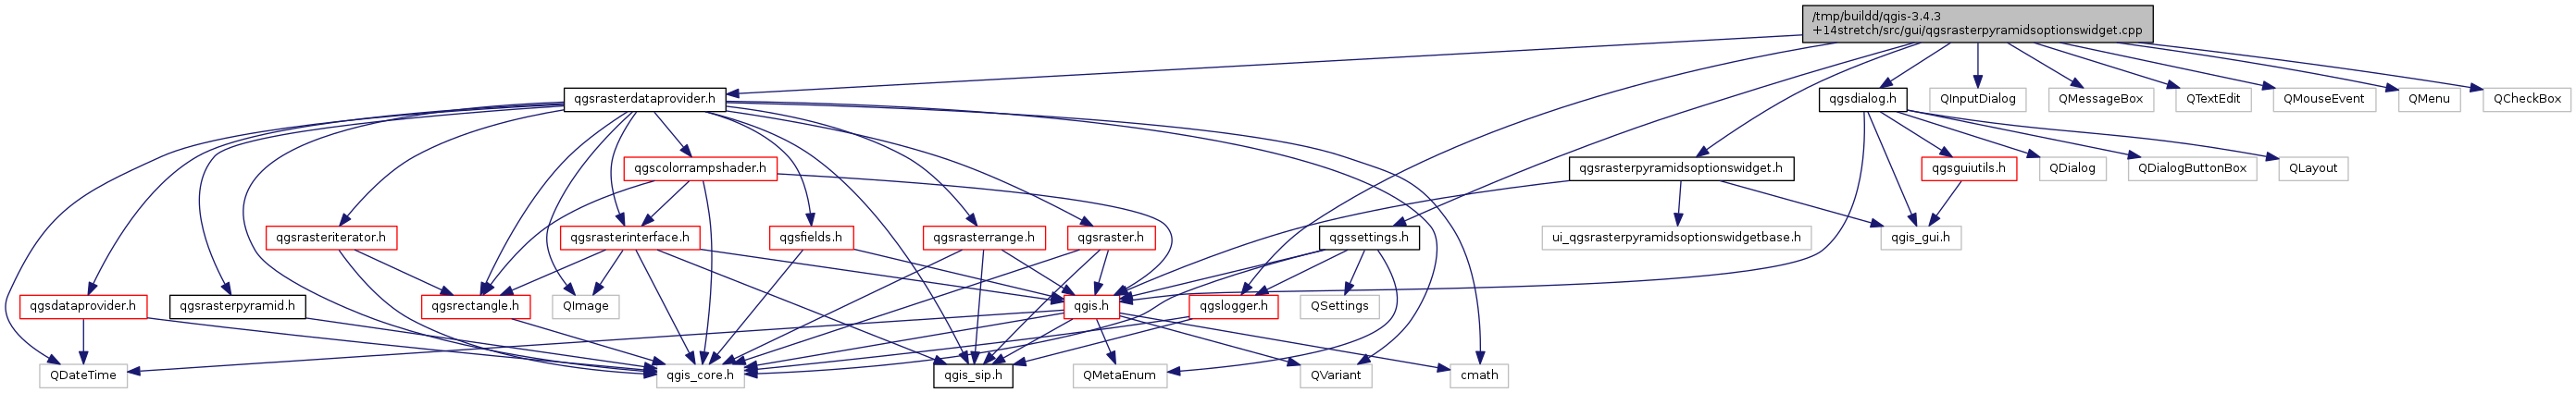 /tmp/buildd/qgis-3.4.3
+14stretch/src/gui/qgsrasterpyramidsoptionswidget.cpp
qgsrasterdataprovider.h
qgsdialog.h
QInputDialog
QMessageBox
QTextEdit
QMouseEvent
QMenu
QCheckBox
qgscolorrampshader.h
qgsrasterpyramidsoptionswidget.h
qgsguiutils.h
QDialog
QDialogButtonBox
QLayout
qgsrasteriterator.h
qgsrasterinterface.h
qgsfields.h
qgsrasterrange.h
qgsraster.h
qgssettings.h
ui_qgsrasterpyramidsoptionswidgetbase.h
qgis_gui.h
qgsdataprovider.h
qgsrasterpyramid.h
qgsrectangle.h
QImage
qgis.h
qgslogger.h
QSettings
QDateTime
qgis_core.h
qgis_sip.h
QMetaEnum
QVariant
cmath